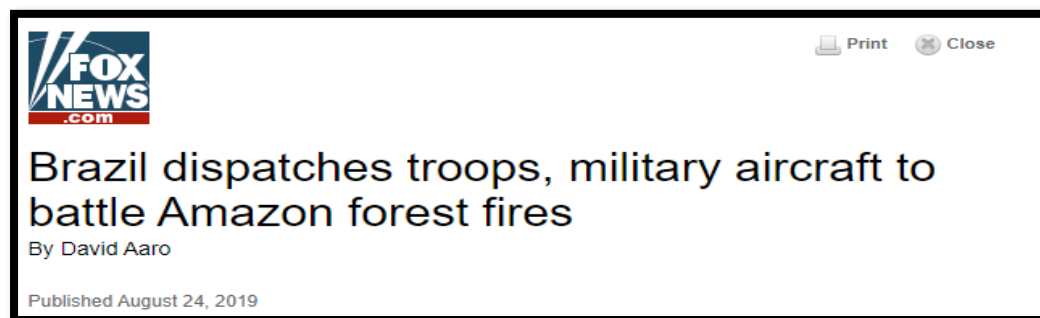 FOX
NEWS
.com
Print Close
Brazil dispatches troops, military aircraft to
battle Amazon forest fires
By David Aaro
Published August 24, 2019